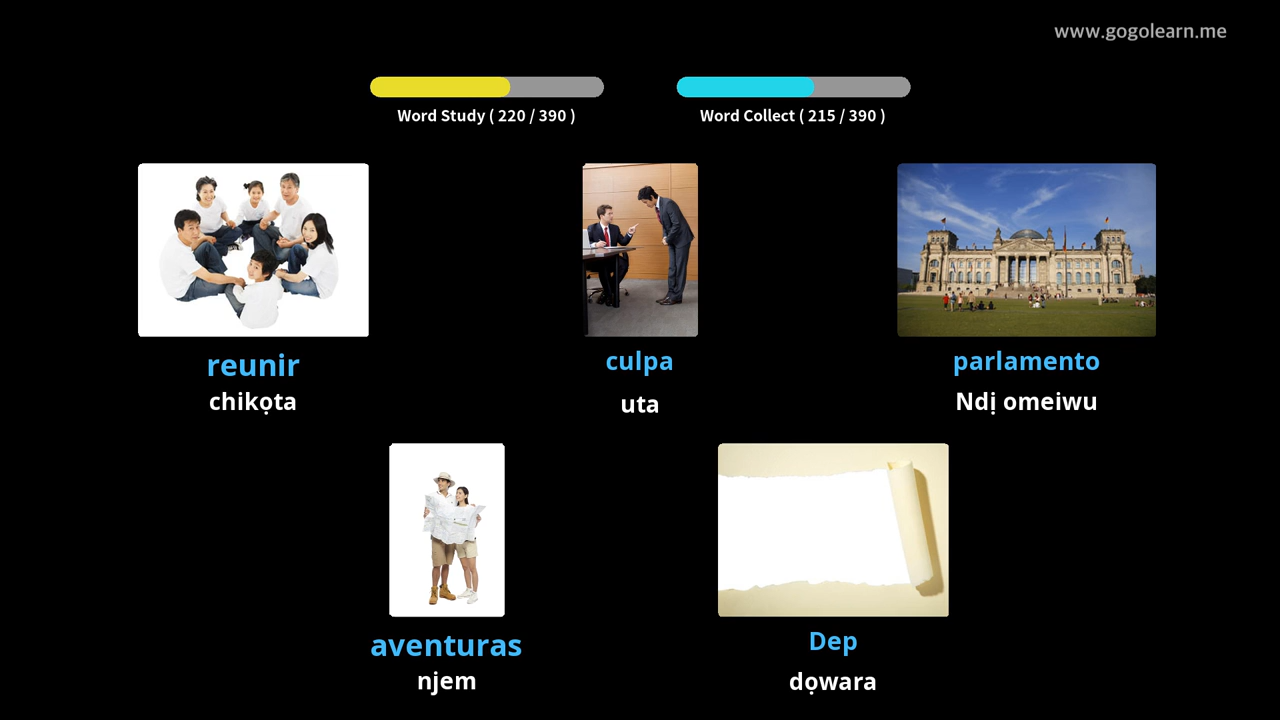 www.gogolearn.me
Word Study ( 220 / 390 )
Word Collect ( 215 / 390 )
reunir
chikọta
culpa
uta
parlamento
Ndị omeiwu
aventuras
njem
Dep
dọwara